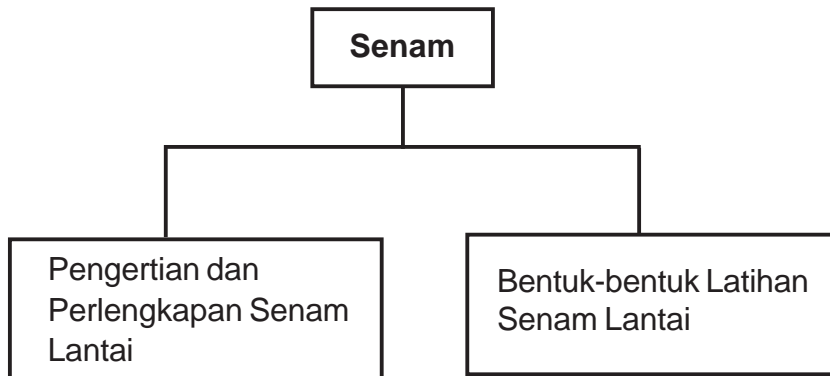 Senam
Pengertian dan
Perlengkapan Senam
Lantai
Bentuk-bentuk Latihan
Senam Lantai